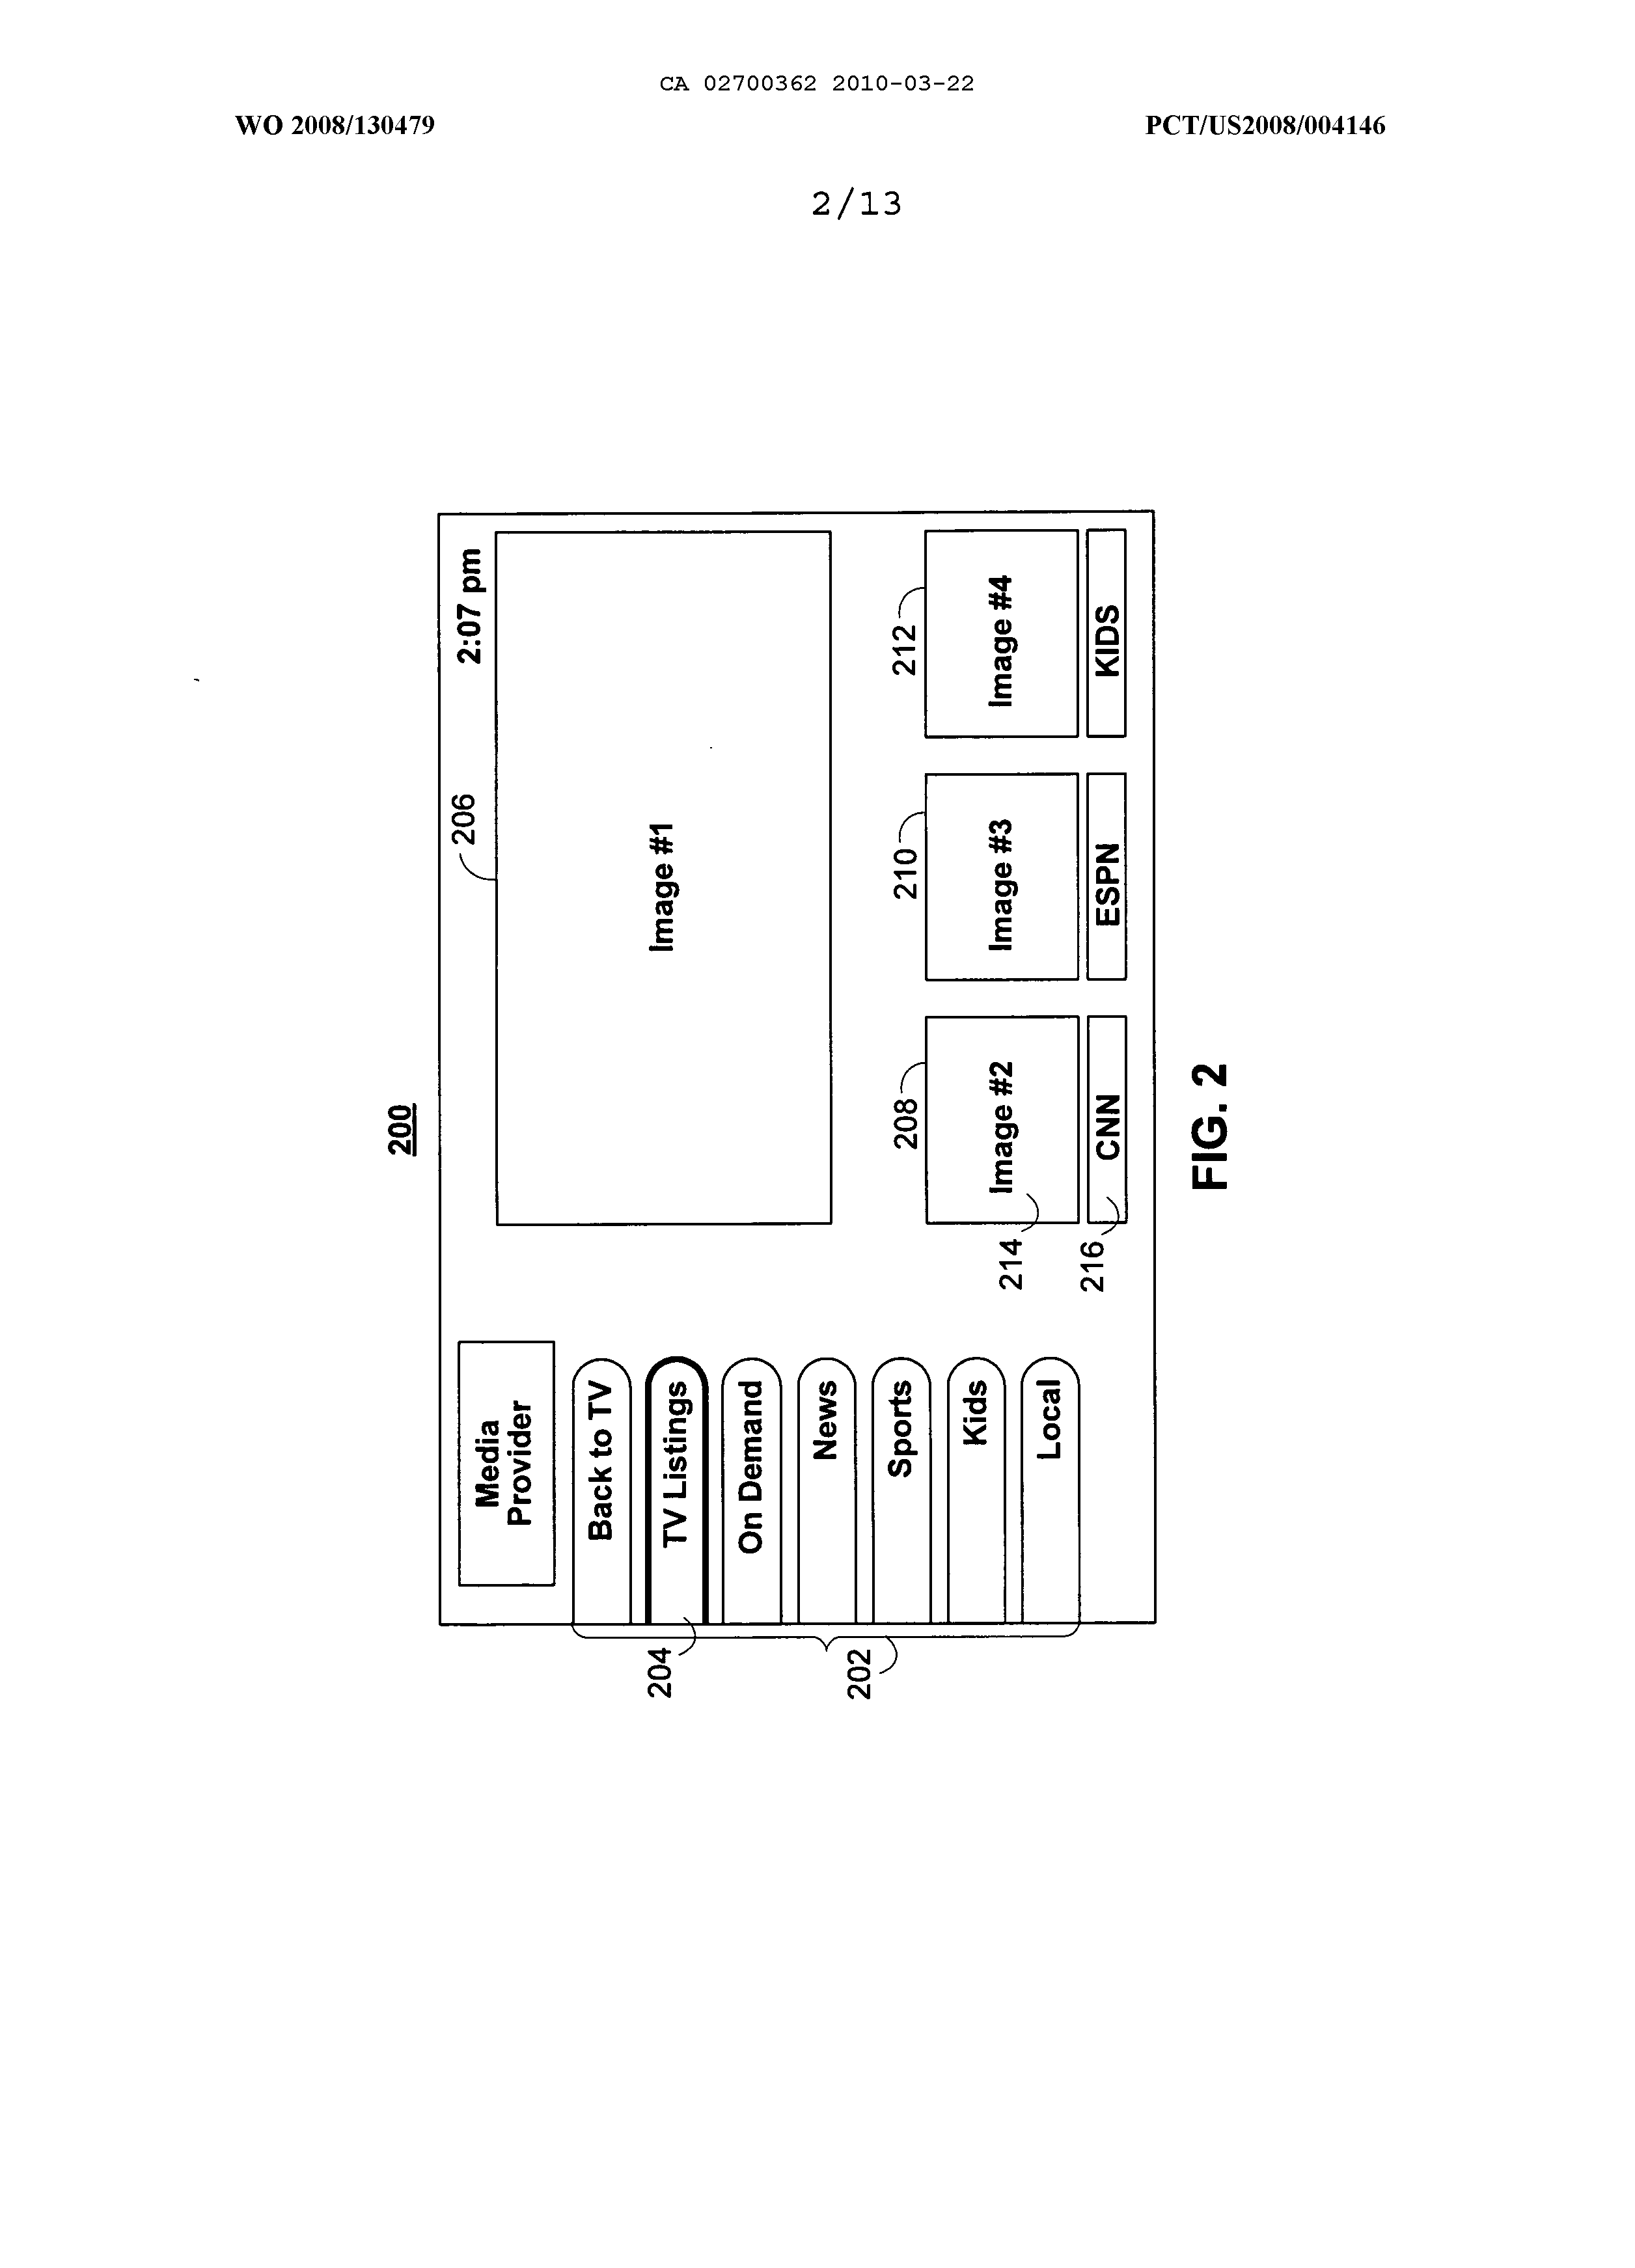 CA 02700362 2010-03-22
WO 2008/130479
PCT/US2008/004146
2/13
200
Media
Provider
2:07 pm
206
Back to TV
TV Listings
204
On Demand
News
Sports
Kids
Local
202
Image #1
208
210
212
Image #2
Image #3
Image #4
214
216
CNN
ESPN
KIDS
FIG. 2